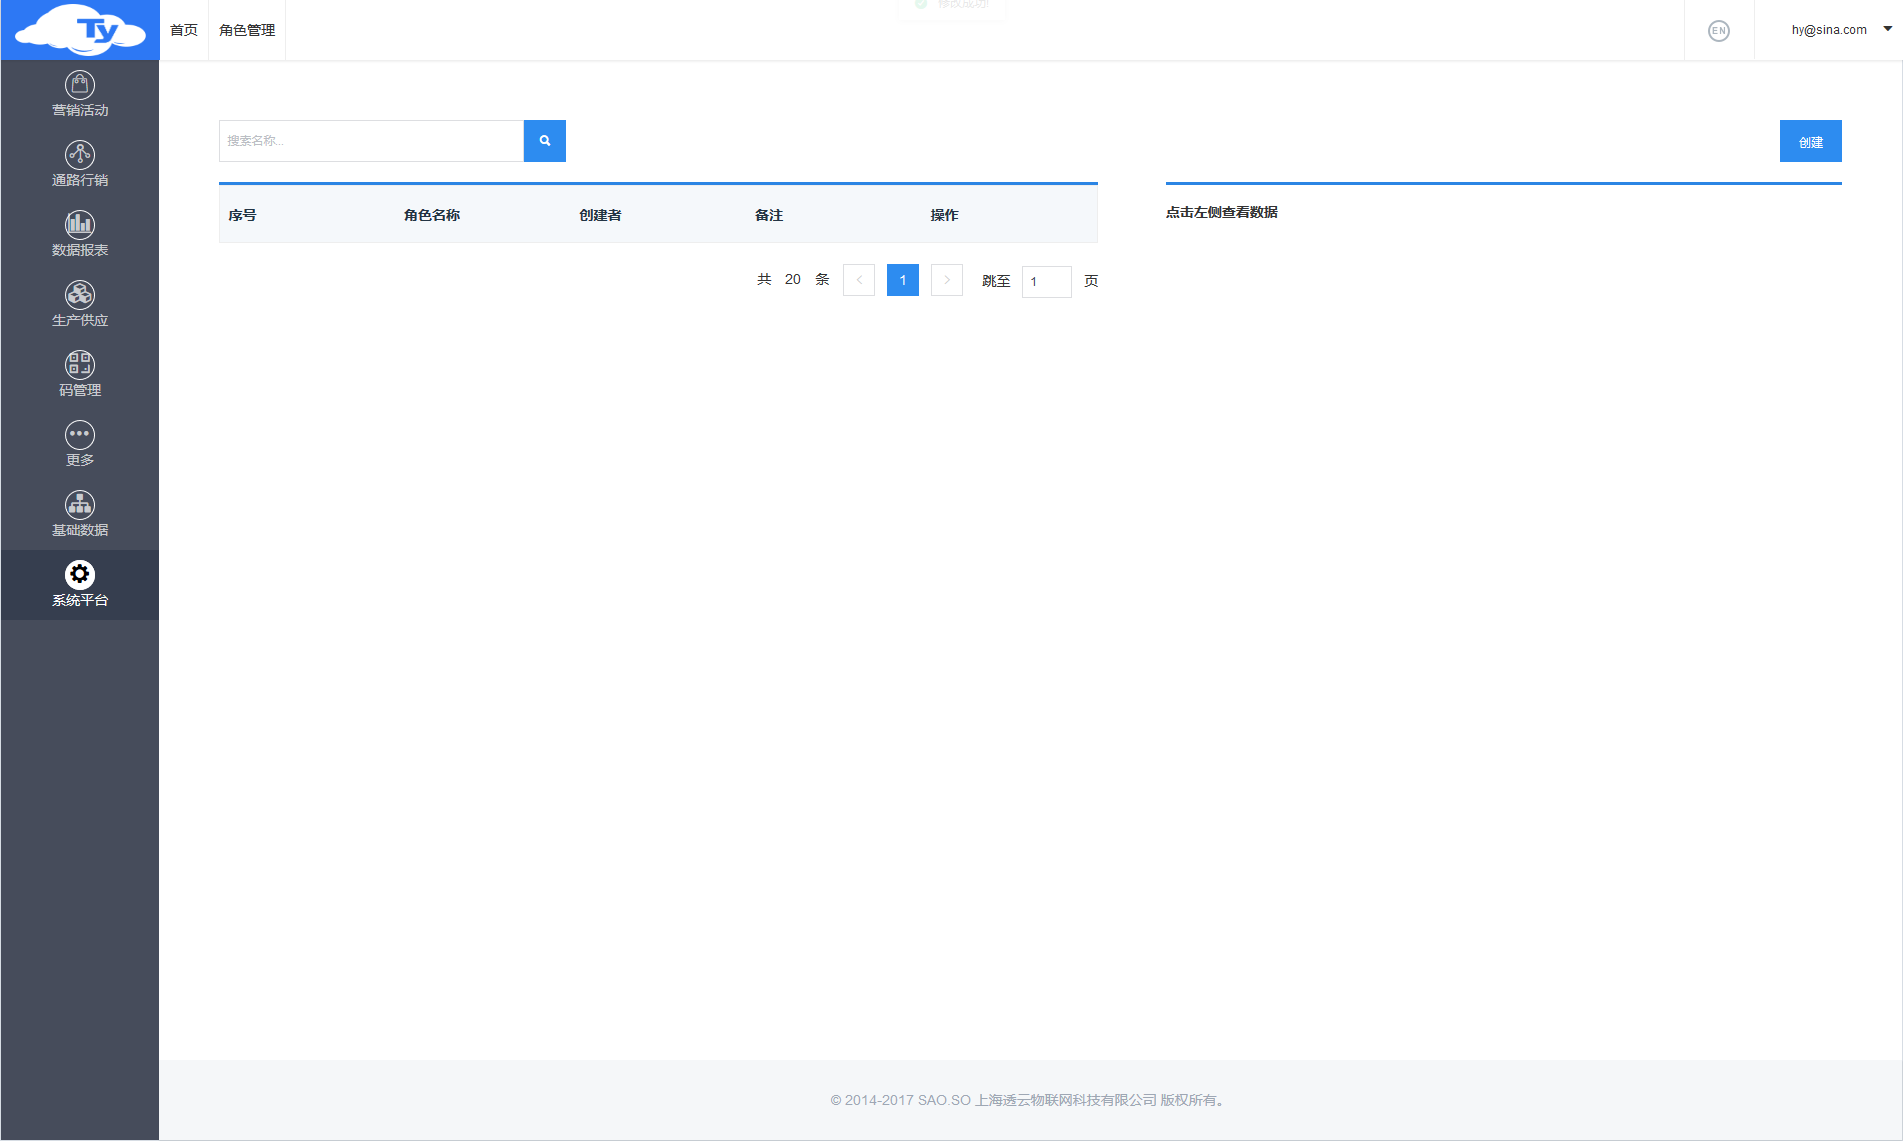 Ty
首页
角色管理
修改成功!
EN
hy@sina.com
营销活动
通路行销
数据报表
生产供应
码管理
更多
基础数据
系统平台
搜索名称...
创建
序号 角色名称 创建者 备注 操作
点击左侧查看数据
共 20 条 < 1 > 跳至 1 页
© 2014-2017 SAO.SO 上海透云物联网科技有限公司 版权所有。